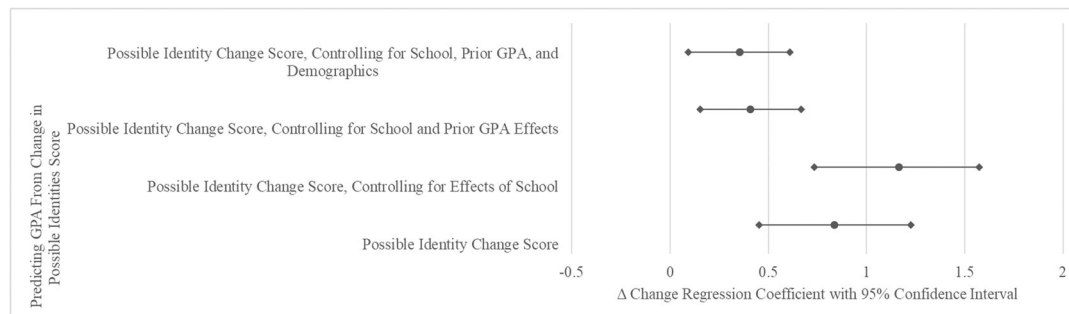 Predicting GPA From Change in
Possible Identities Score
Possible Identity Change Score, Controlling for School, Prior GPA, and
Demographics
Possible Identity Change Score, Controlling for School and Prior GPA Effects
Possible Identity Change Score, Controlling for Effects of School
Possible Identity Change Score
-0.5 0 0.5 1 1.5 2
Δ Change Regression Coefficient with 95% Confidence Interval